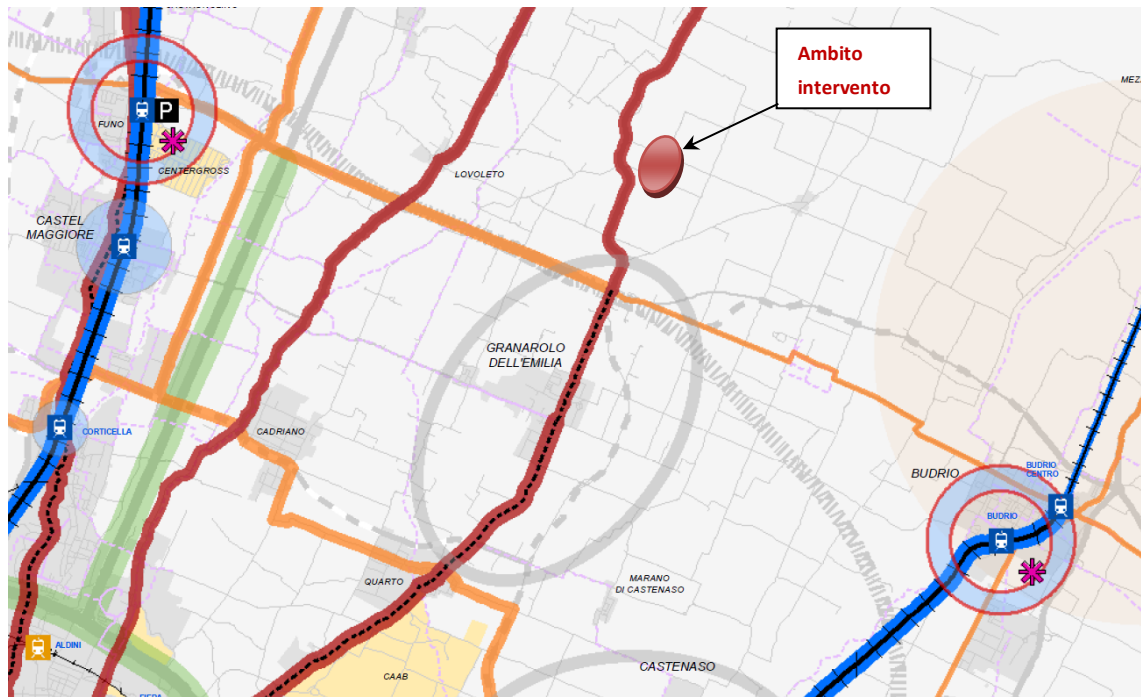 Ambito
intervento
MEZ
P
FUNO
CENTERGROSS
LOVOLETO
CASTEL
MAGGIORE
GRANAROLO
DELL'EMILIA
CORTICELLA
CADRIANO
BUDRIO
BUDRIO
CENTRO
BUDRIO
QUARTO
MARANO
DI CASTENASO
ALDINI
CASTENASO
CAAB